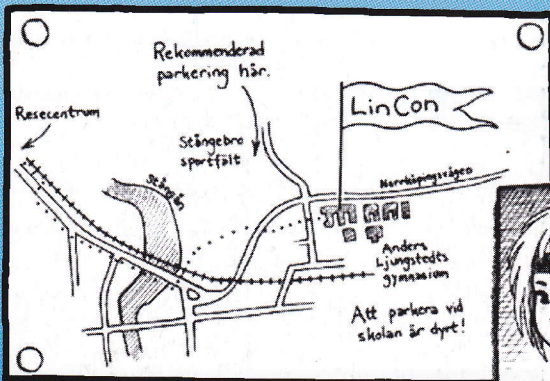 Rekommenderad
parkering här.
LinCon
Resecentrum
Stångebro
sportfält
Stångån
Norrköpingsvägen
Anders
Ljungstedts
gymnasium
Att parkera vid
skolan är dyrt!